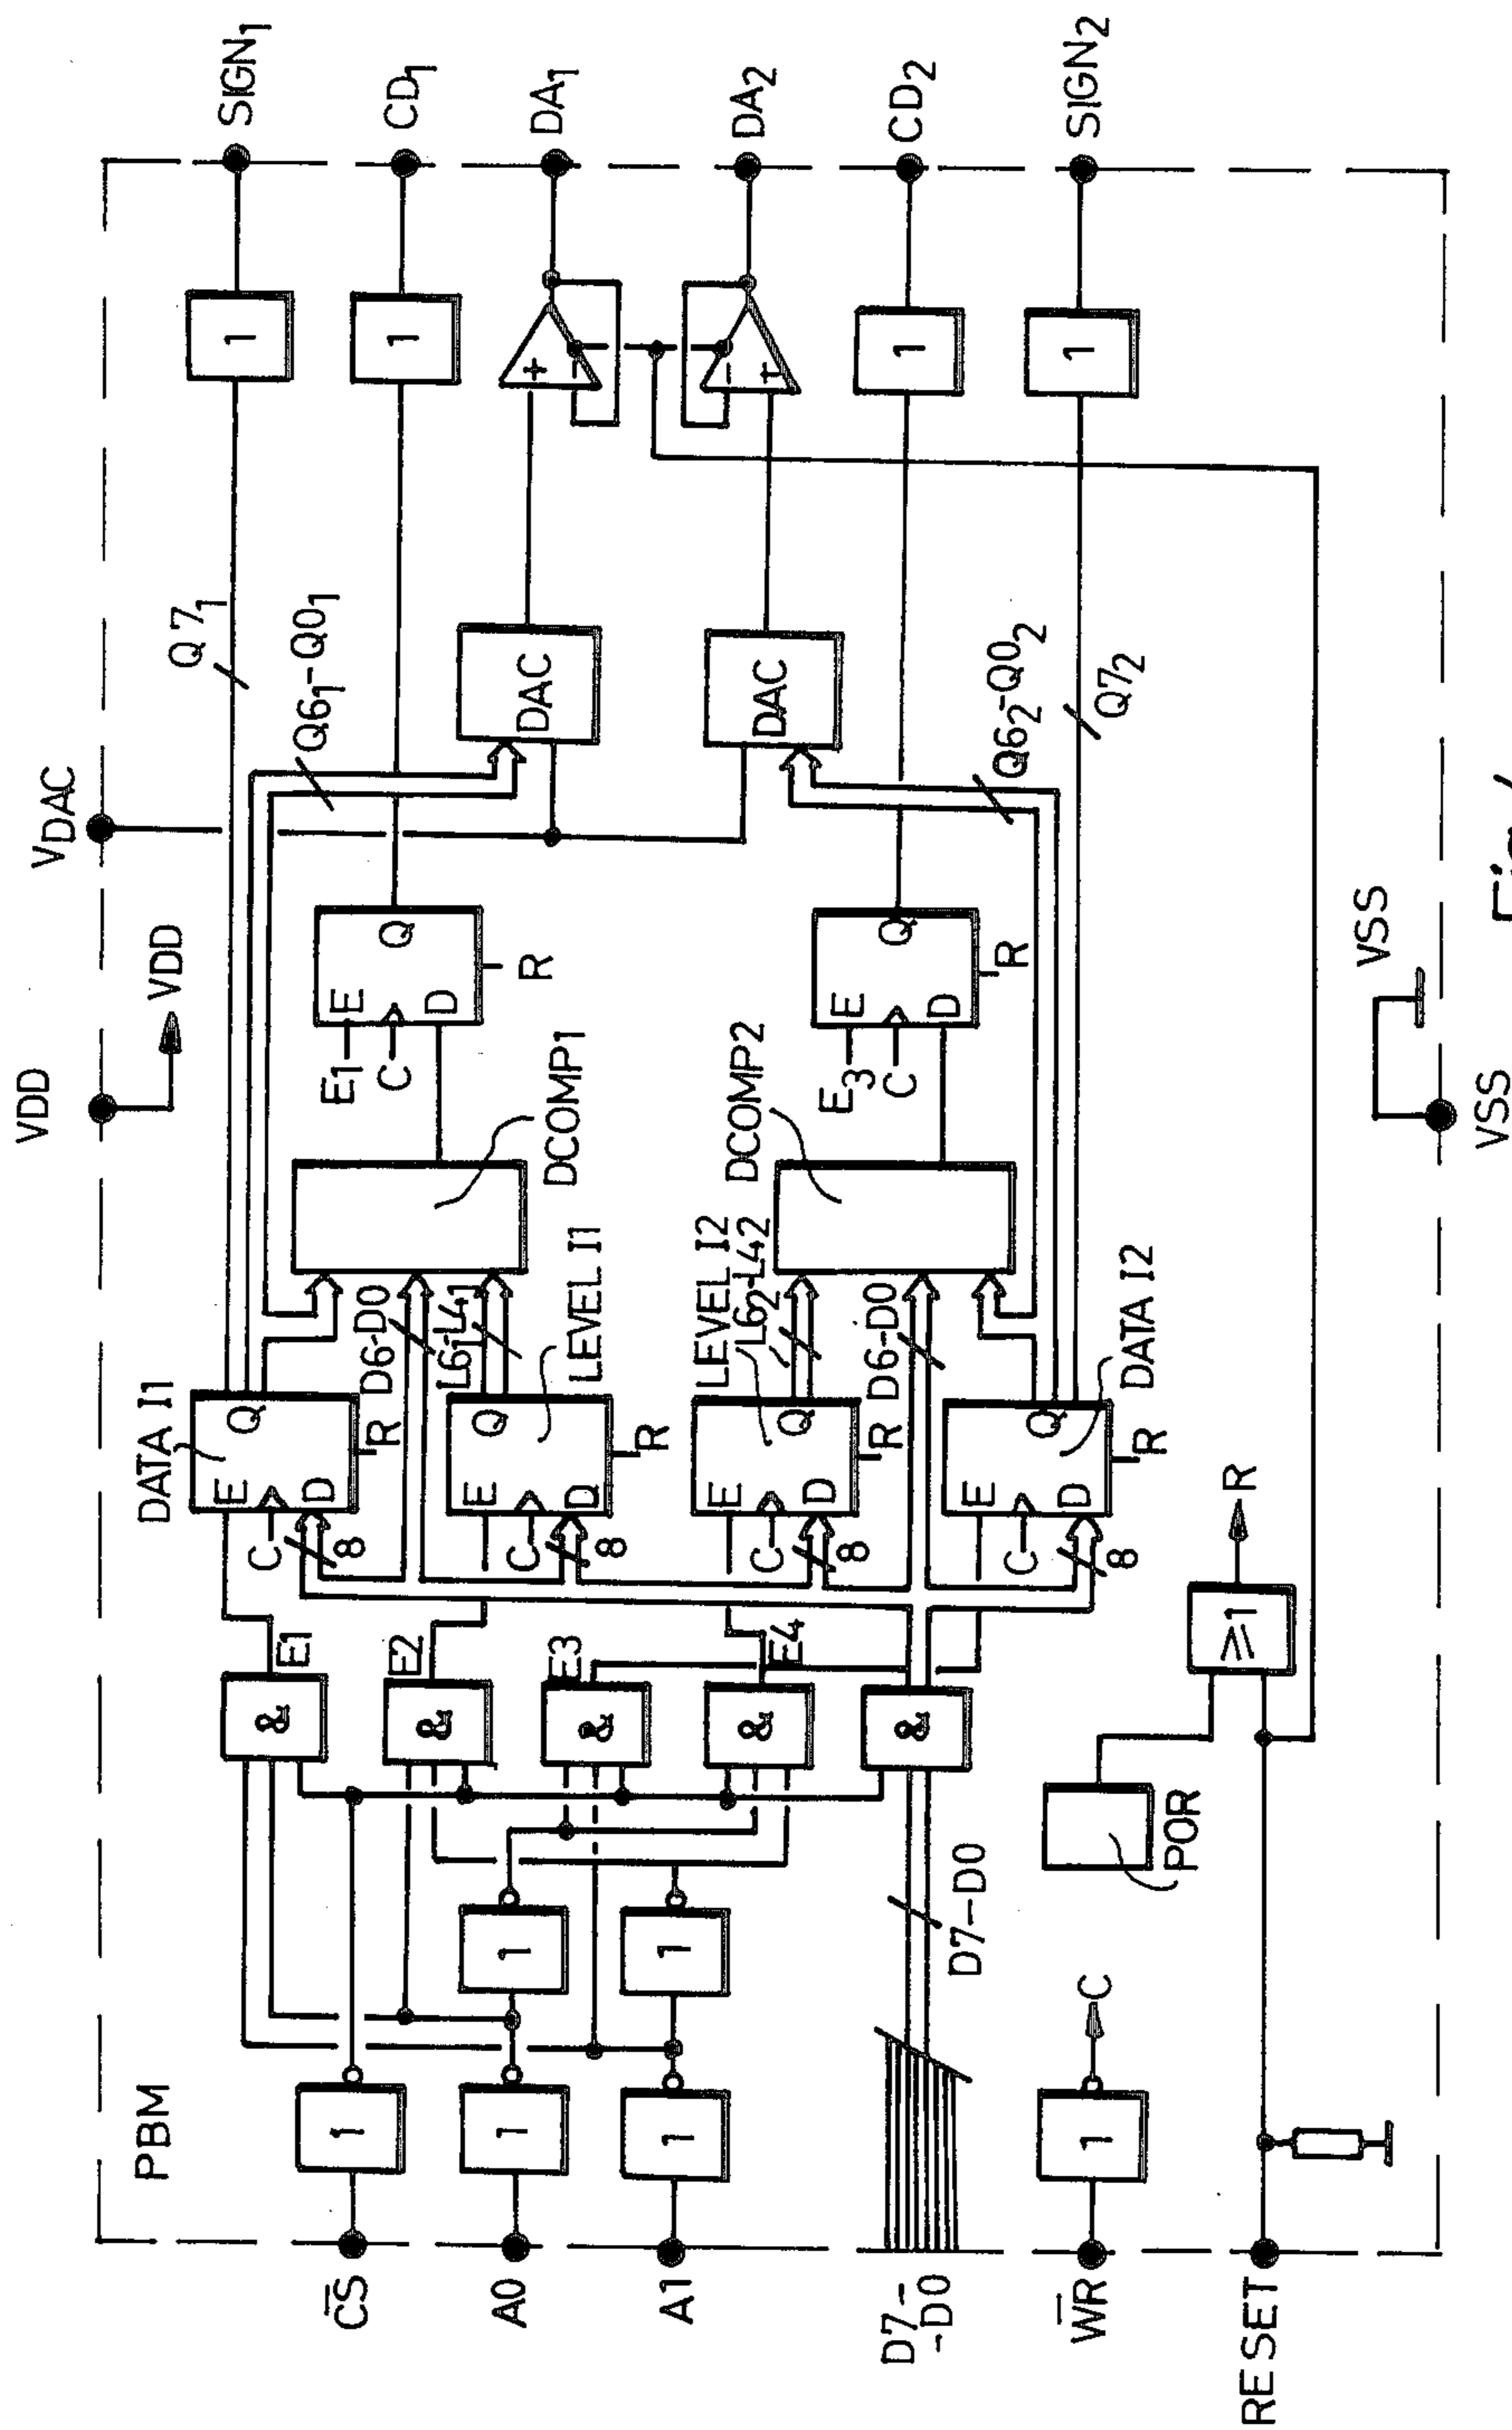 PBM
VDD
VDD
VDAC
CS
A0
A1
D7-
-D0
WR
RESET
1
1
1
1
1
1
C
D7-D0
POR
≥1
R
&
&
&
&
&
E1
E2
E3
E4
DATA I1
E
C
D
Q
R
8
D6-D0
L61-L41
LEVEL I1
E
C
D
Q
R
8
LEVEL I2
L62-L42
E
C
D
Q
R
8
D6-D0
DATA I2
E
C
D
Q
R
8
DCOMP1
DCOMP2
E1
C
E
D
Q
R
E3
C
E
D
Q
R
Q71
Q61-Q01
DAC
DAC
Q62-Q02
Q72
+
-
-
+
1
1
1
1
SIGN1
CD1
DA1
DA2
CD2
SIGN2
VSS
VSS